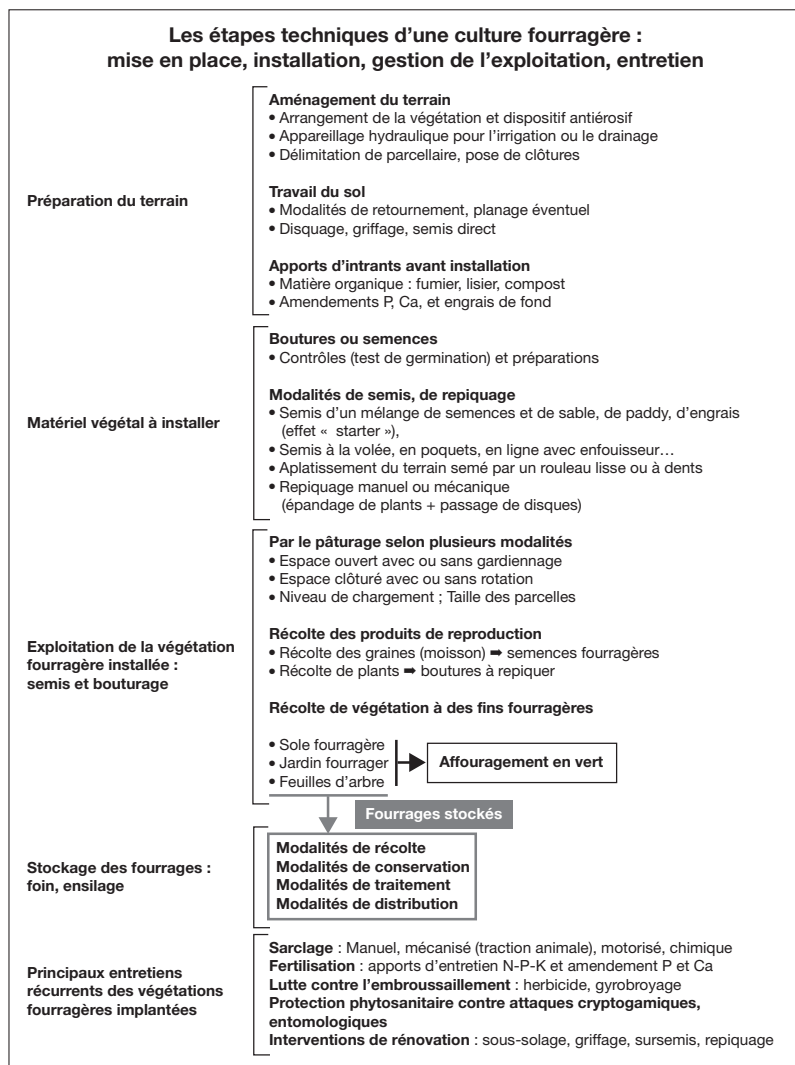 Les étapes techniques d'une culture fourragère :
mise en place, installation, gestion de l'exploitation, entretien
Préparation du terrain
Aménagement du terrain
• Arrangement de la végétation et dispositif antiérosif
• Appareillage hydraulique pour l'irrigation ou le drainage
• Délimitation de parcellaire, pose de clôtures
Travail du sol
• Modalités de retournement, planage éventuel
• Disquage, griffage, semis direct
Apports d'intrants avant installation
• Matière organique : fumier, lisier, compost
• Amendements P, Ca, et engrais de fond
Matériel végétal à installer
Boutures ou semences
• Contrôles (test de germination) et préparations
Modalités de semis, de repiquage
• Semis d'un mélange de semences et de sable, de paddy, d'engrais
(effet « starter »),
• Semis à la volée, en poquets, en ligne avec enfouisseur…
• Aplatissement du terrain semé par un rouleau lisse ou à dents
• Repiquage manuel ou mécanique
(épandage de plants + passage de disques)
Exploitation de la végétation
fourragère installée :
semis et bouturage
Par le pâturage selon plusieurs modalités
• Espace ouvert avec ou sans gardiennage
• Espace clôturé avec ou sans rotation
• Niveau de chargement ; Taille des parcelles
Récolte des produits de reproduction
• Récolte des graines (moisson) ➡ semences fourragères
• Récolte de plants ➡ boutures à repiquer
Récolte de végétation à des fins fourragères
• Sole fourragère
• Jardin fourrager
• Feuilles d'arbre
Affouragement en vert
Fourrages stockés
Stockage des fourrages :
foin, ensilage
Modalités de récolte
Modalités de conservation
Modalités de traitement
Modalités de distribution
Principaux entretiens
récurrents des végétations
fourragères implantées
Sarclage : Manuel, mécanisé (traction animale), motorisé, chimique
Fertilisation : apports d'entretien N-P-K et amendement P et Ca
Lutte contre l'embroussaillement : herbicide, gyrobroyage
Protection phytosanitaire contre attaques cryptogamiques,
entomologiques
Interventions de rénovation : sous-solage, griffage, sursemis, repiquage